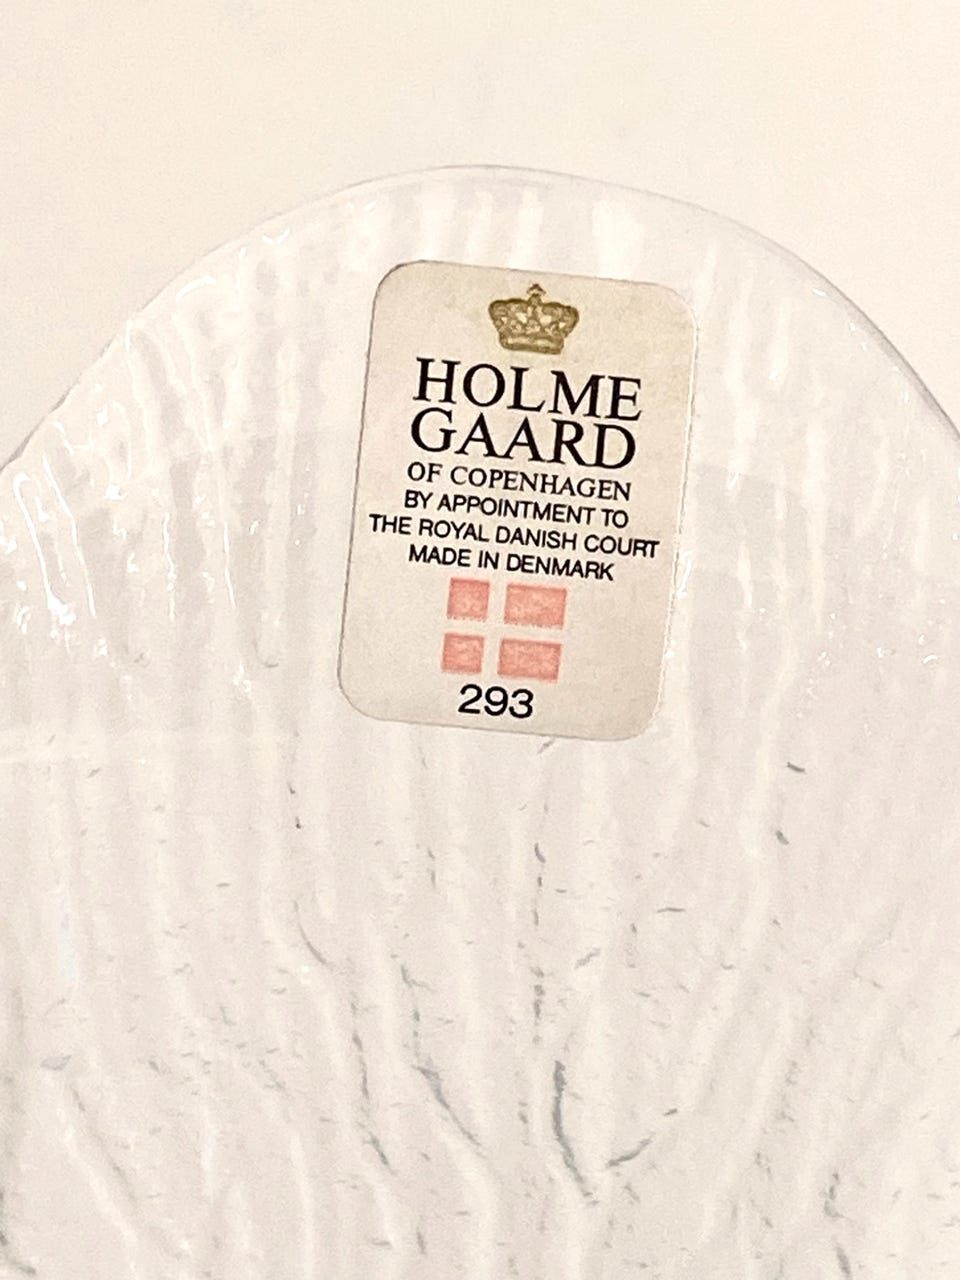 HOLME
GAARD
OF COPENHAGEN
BY APPOINTMENT TO
THE ROYAL DANISH COURT
MADE IN DENMARK
293